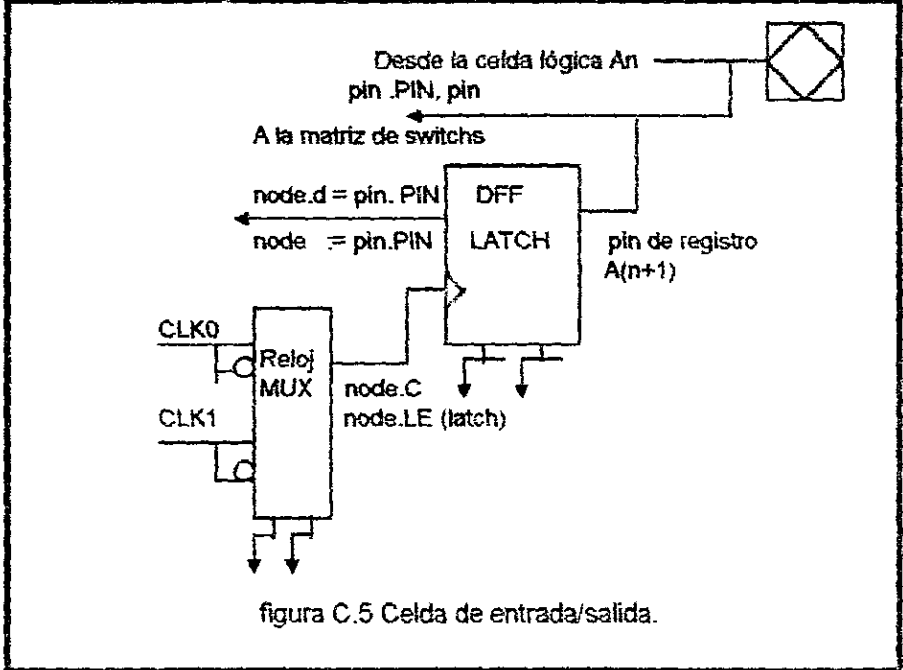 Desde la celda lógica An
pin .PIN, pin
A la matriz de switchs
node.d = pin. PIN
DFF
node := pin.PIN
LATCH
pin de registro
A(n+1)
CLK0
Reloj
MUX
node.C
CLK1
node.LE (latch)
figura C.5 Celda de entrada/salida.